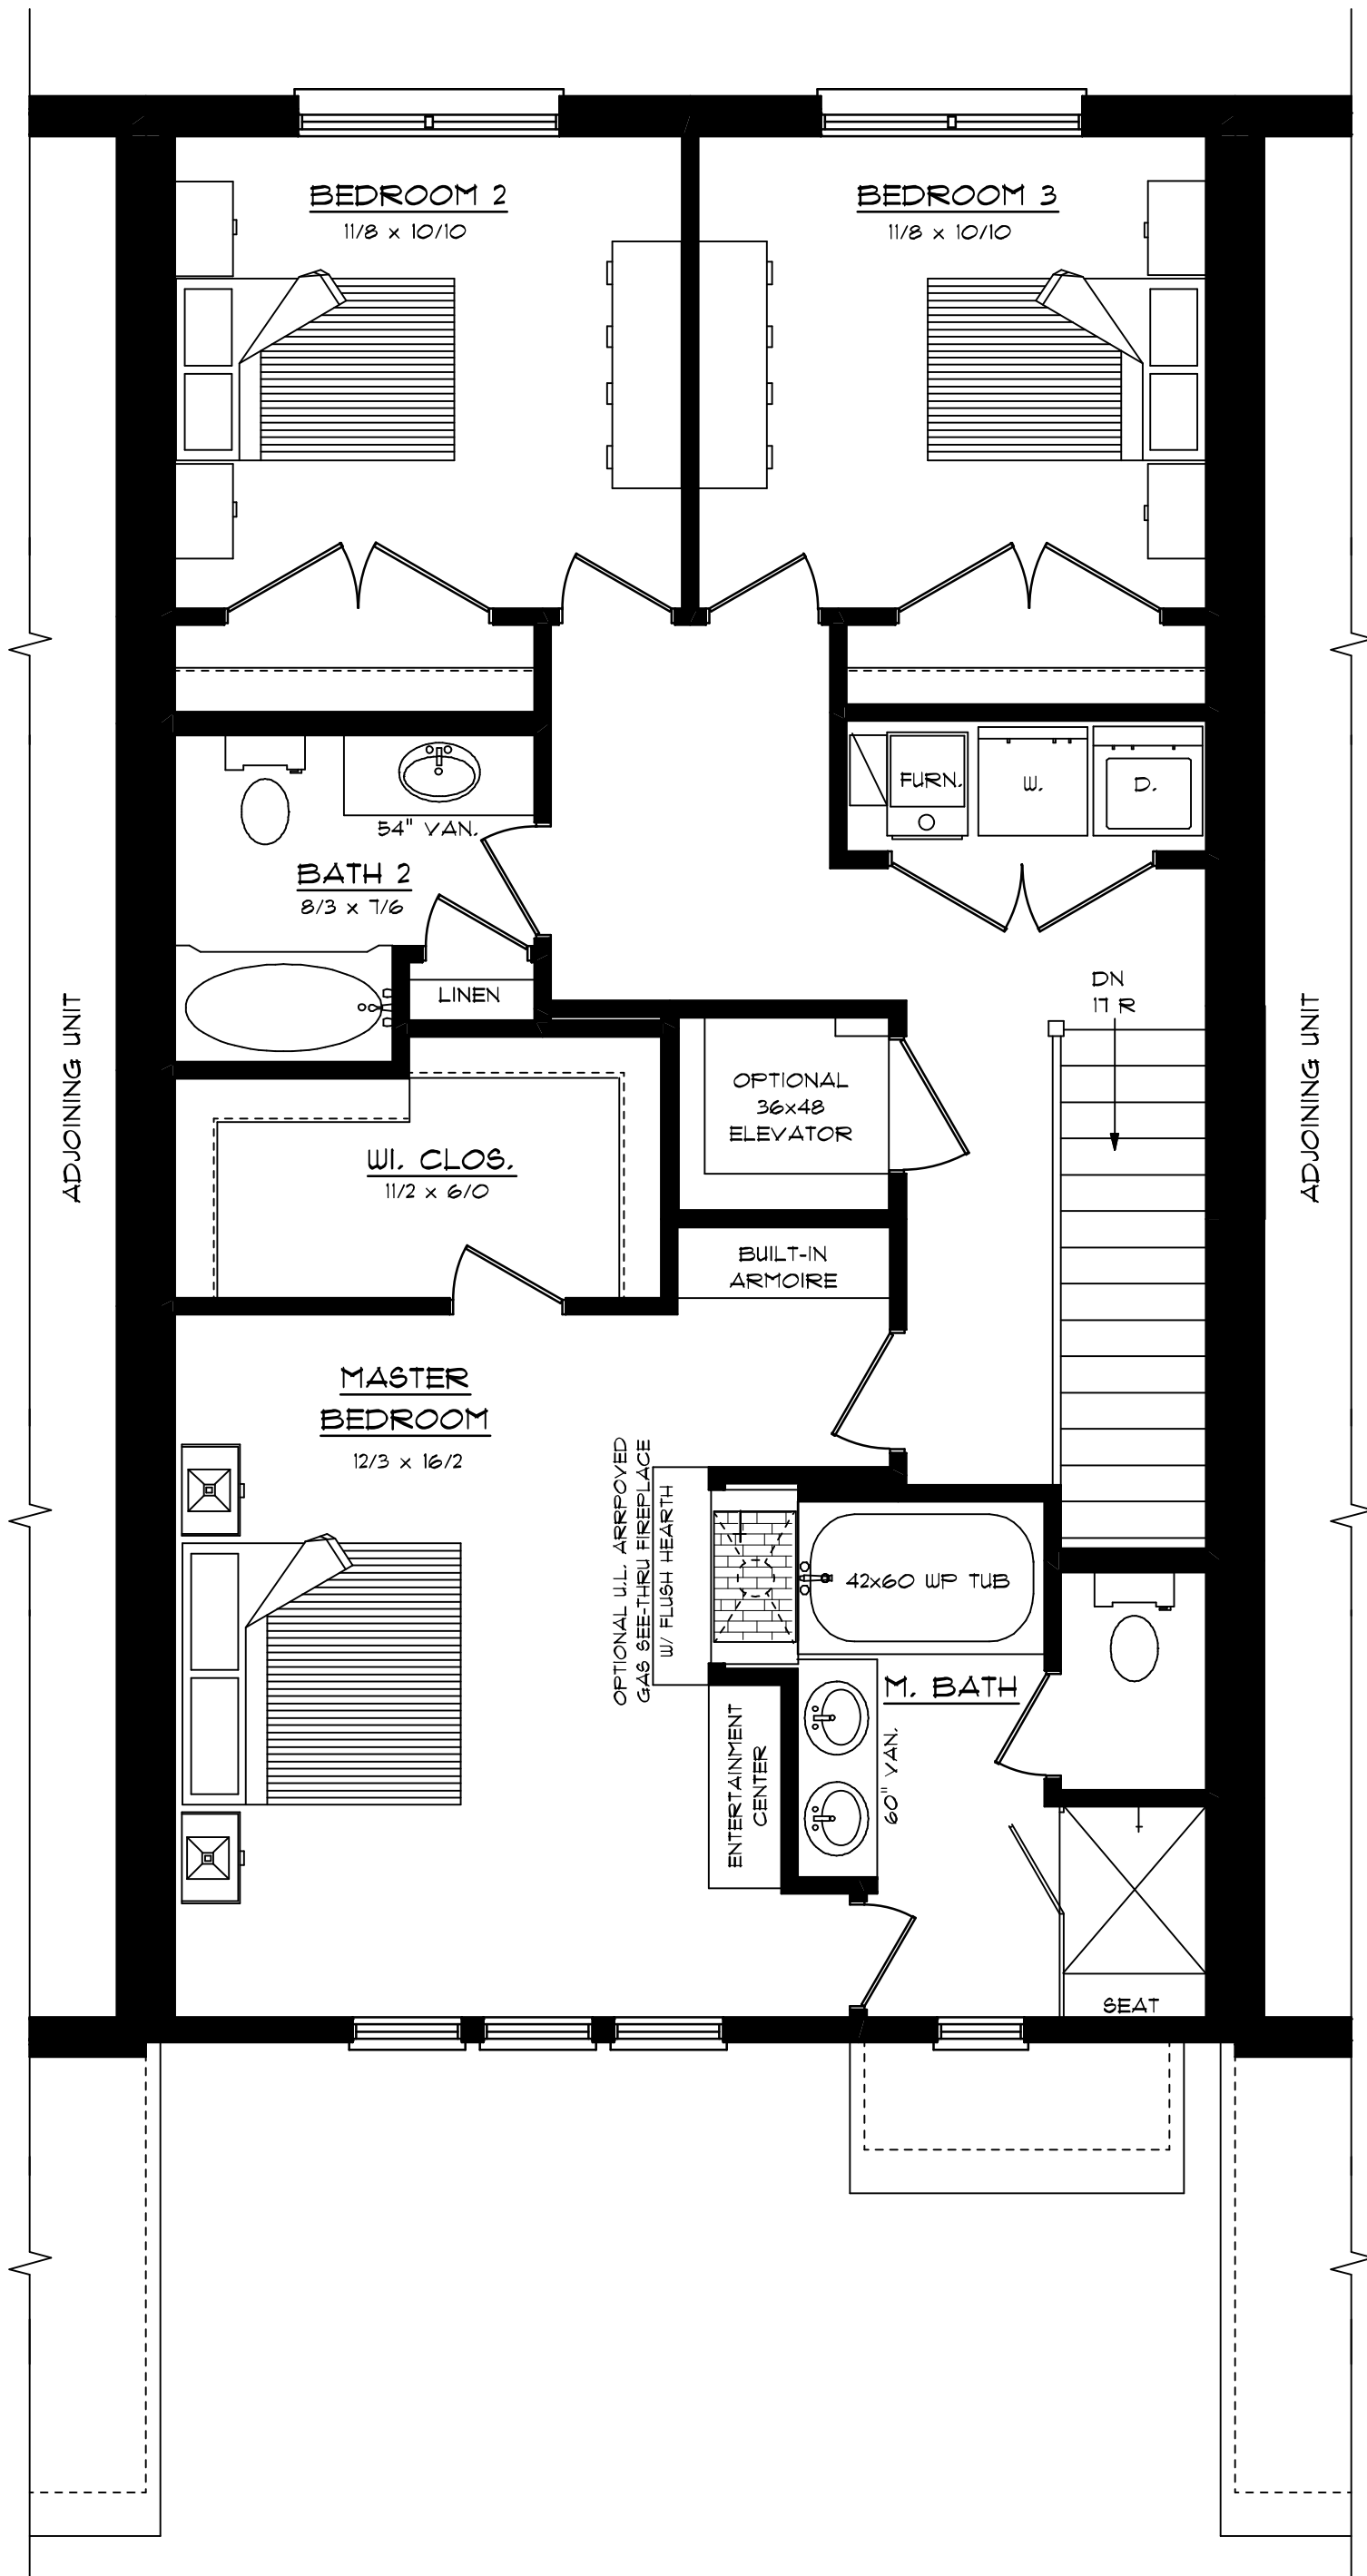 BEDROOM 2
11/8 x 10/10
BEDROOM 3
11/8 x 10/10
FURN.
W.
D.
54" VAN.
BATH 2
8/3 x 7/6
LINEN
DN
17 R
ADJOINING UNIT
ADJOINING UNIT
OPTIONAL
36x48
ELEVATOR
WI. CLOS.
11/2 x 6/0
BUILT-IN
ARMOIRE
MASTER
BEDROOM
12/3 x 16/2
OPTIONAL U.L. ARRPOVED
GAS SEE-THRU FIREPLACE
W/ FLUSH HEARTH
42x60 WP TUB
M. BATH
60" VAN.
ENTERTAINMENT
CENTER
SEAT